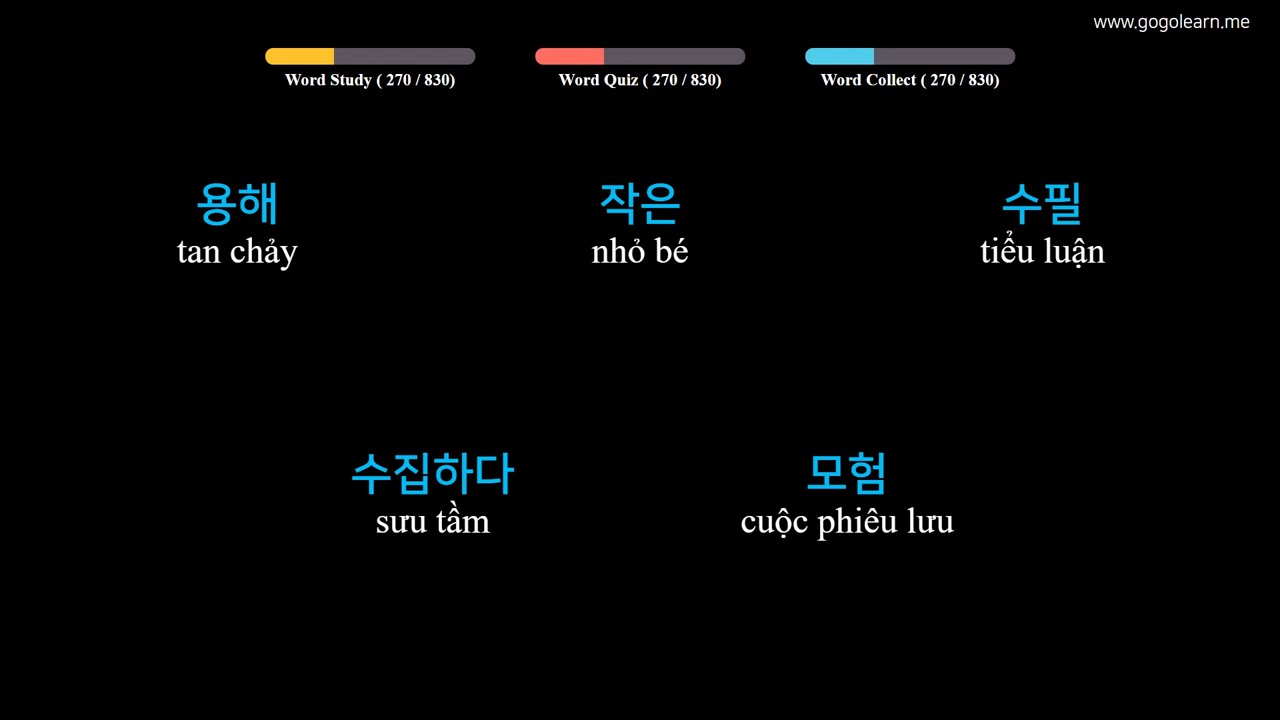 www.gogolearn.me
Word Study ( 270 / 830)
Word Quiz ( 270 / 830)
Word Collect ( 270 / 830)
용해
tan chảy
작은
nhỏ bé
수필
tiểu luận
수집하다
sưu tầm
모험
cuộc phiêu lưu